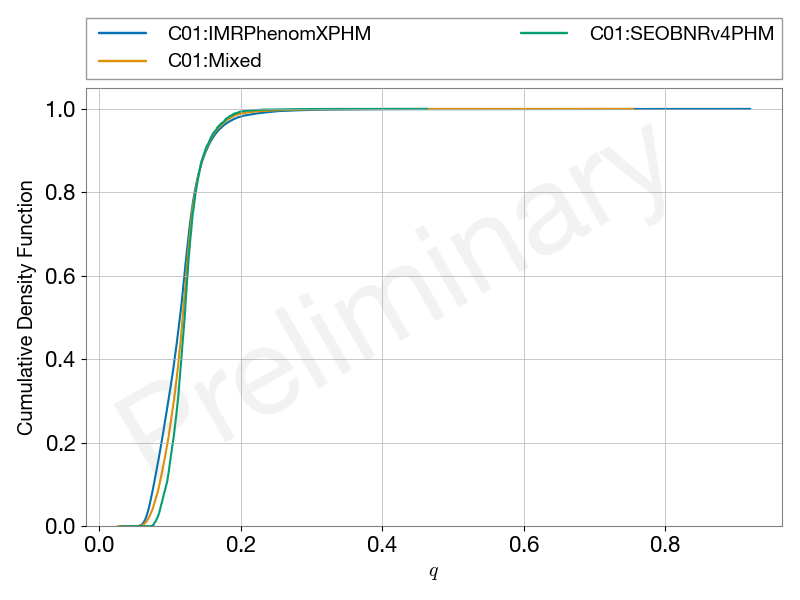 C01:IMRPhenomXPHM
C01:SEOBNRv4PHM
C01:Mixed
Cumulative Density Function
1.0
0.8
0.6
0.4
0.2
0.0
Preliminary
0.0 0.2 0.4 0.6 0.8
q